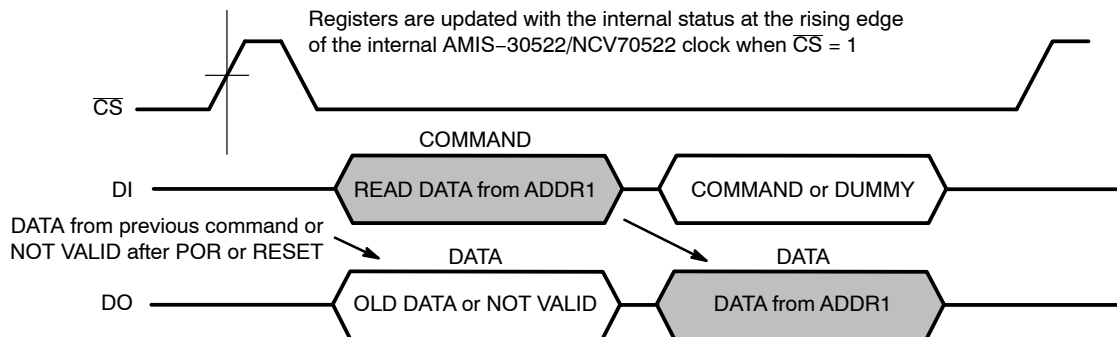 Registers are updated with the internal status at the rising edge
of the internal AMIS−30522/NCV70522 clock when C̅S̅ = 1
C̅S̅
COMMAND
DI
READ DATA from ADDR1
COMMAND or DUMMY
DATA from previous command or
NOT VALID after POR or RESET
DATA
DATA
DO
OLD DATA or NOT VALID
DATA from ADDR1